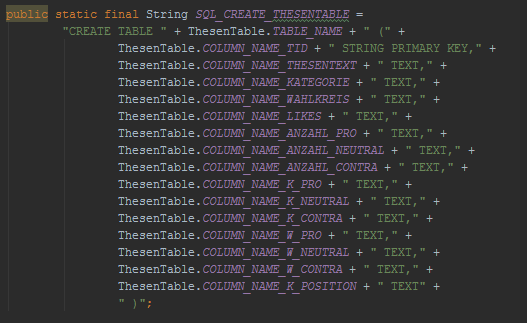 public static final String SQL_CREATE_THESENTABLE =
"CREATE TABLE " + ThesenTable.TABLE_NAME + " (" +
ThesenTable.COLUMN_NAME_TID + " STRING PRIMARY KEY," +
ThesenTable.COLUMN_NAME_THESENTEXT + " TEXT," +
ThesenTable.COLUMN_NAME_KATEGORIE + " TEXT," +
ThesenTable.COLUMN_NAME_WAHLKREIS + " TEXT," +
ThesenTable.COLUMN_NAME_LIKES + " TEXT," +
ThesenTable.COLUMN_NAME_ANZAHL_PRO + " TEXT," +
ThesenTable.COLUMN_NAME_ANZAHL_NEUTRAL + " TEXT," +
ThesenTable.COLUMN_NAME_ANZAHL_CONTRA + " TEXT," +
ThesenTable.COLUMN_NAME_K_PRO + " TEXT," +
ThesenTable.COLUMN_NAME_K_NEUTRAL + " TEXT," +
ThesenTable.COLUMN_NAME_K_CONTRA + " TEXT," +
ThesenTable.COLUMN_NAME_W_PRO + " TEXT," +
ThesenTable.COLUMN_NAME_W_NEUTRAL + " TEXT," +
ThesenTable.COLUMN_NAME_W_CONTRA + " TEXT," +
ThesenTable.COLUMN_NAME_K_POSITION + " TEXT" +
" )";